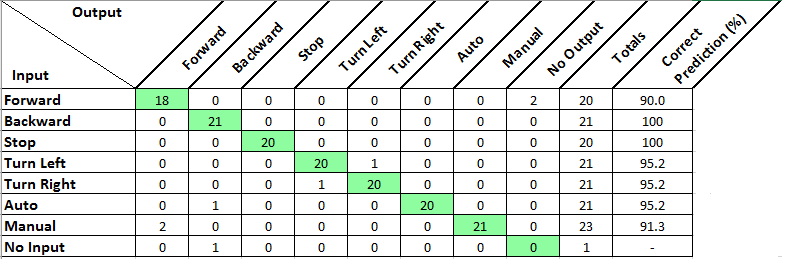 Output
Input
Forward Backward Stop Turn Left Turn Right Auto Manual No Output Totals Correct Prediction (%)
Forward 18 0 0 0 0 0 0 2 20 90.0
Backward 0 21 0 0 0 0 0 0 21 100
Stop 0 0 20 0 0 0 0 0 20 100
Turn Left 0 0 0 20 1 0 0 0 21 95.2
Turn Right 0 0 0 1 20 0 0 0 21 95.2
Auto 0 1 0 0 0 20 0 0 21 95.2
Manual 2 0 0 0 0 0 21 0 23 91.3
No Input 0 1 0 0 0 0 0 0 1 -